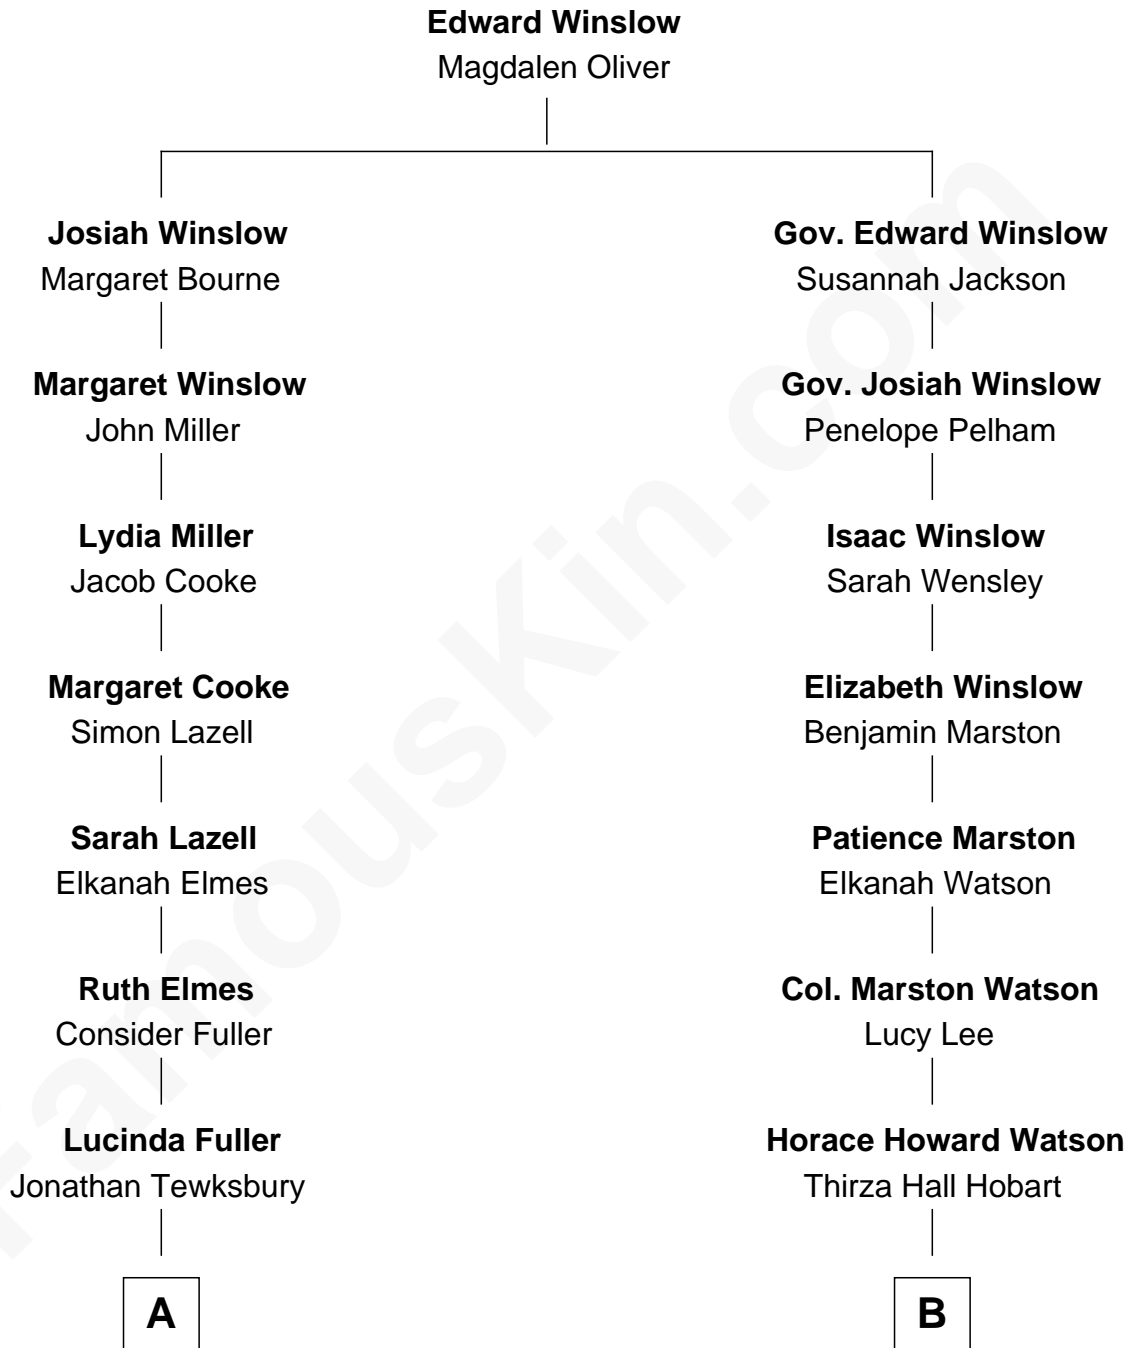 Edward Winslow
Magdalen Oliver
Josiah Winslow
Margaret Bourne
Gov. Edward Winslow
Susannah Jackson
Margaret Winslow
John Miller
Gov. Josiah Winslow
Penelope Pelham
Lydia Miller
Jacob Cooke
Isaac Winslow
Sarah Wensley
Margaret Cooke
Simon Lazell
Elizabeth Winslow
Benjamin Marston
Sarah Lazell
Elkanah Elmes
Patience Marston
Elkanah Watson
Ruth Elmes
Consider Fuller
Col. Marston Watson
Lucy Lee
Lucinda Fuller
Jonathan Tewksbury
Horace Howard Watson
Thirza Hall Hobart
A
B
FamousKin.com